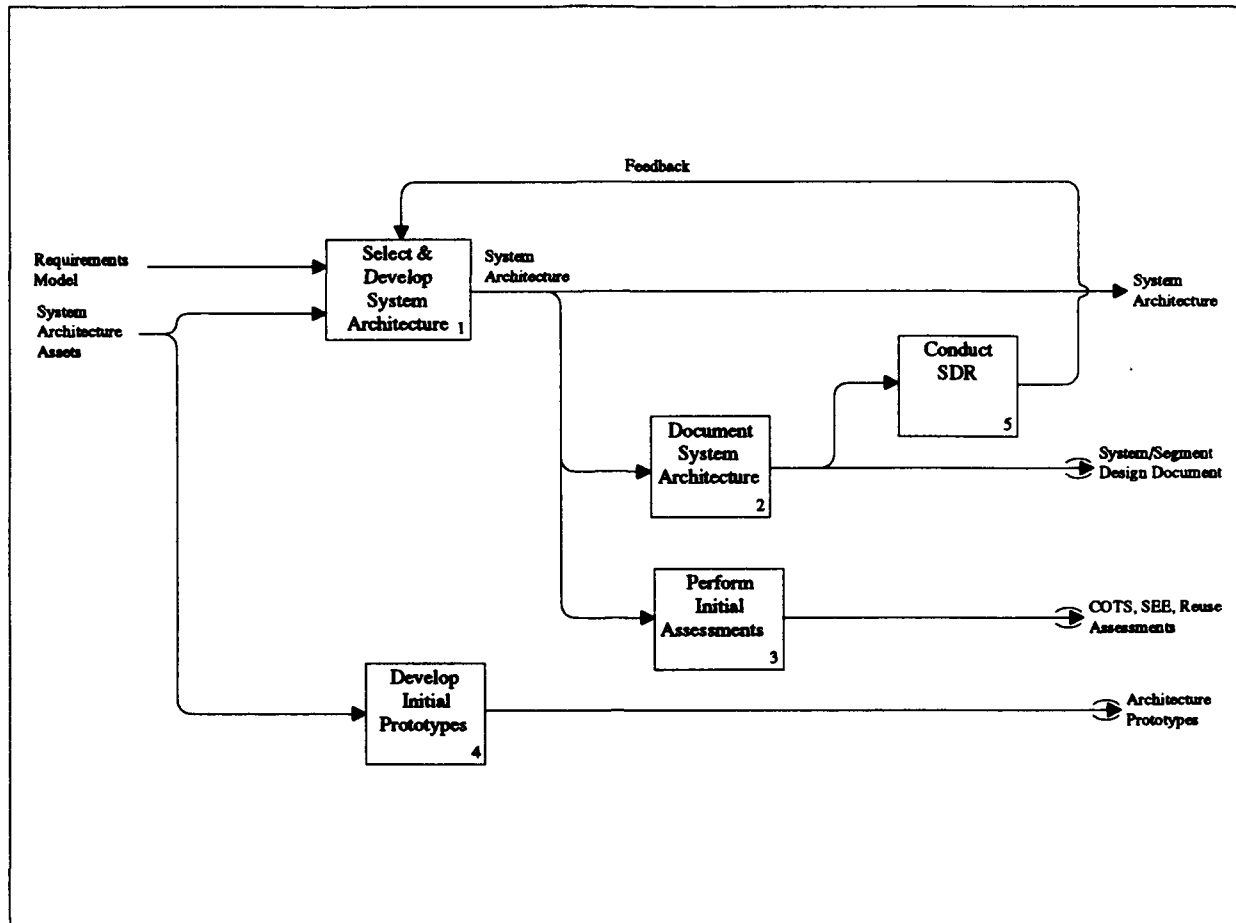 Feedback
Requirements
Model
System
Architecture
Assets
Select &
Develop
System
Architecture
1
System
Architecture
System
Architecture
Conduct
SDR
5
Document
System
Architecture
2
System/Segment
Design Document
Perform
Initial
Assessments
3
COTS, SEE, Reuse
Assessments
Develop
Initial
Prototypes
4
Architecture
Prototypes